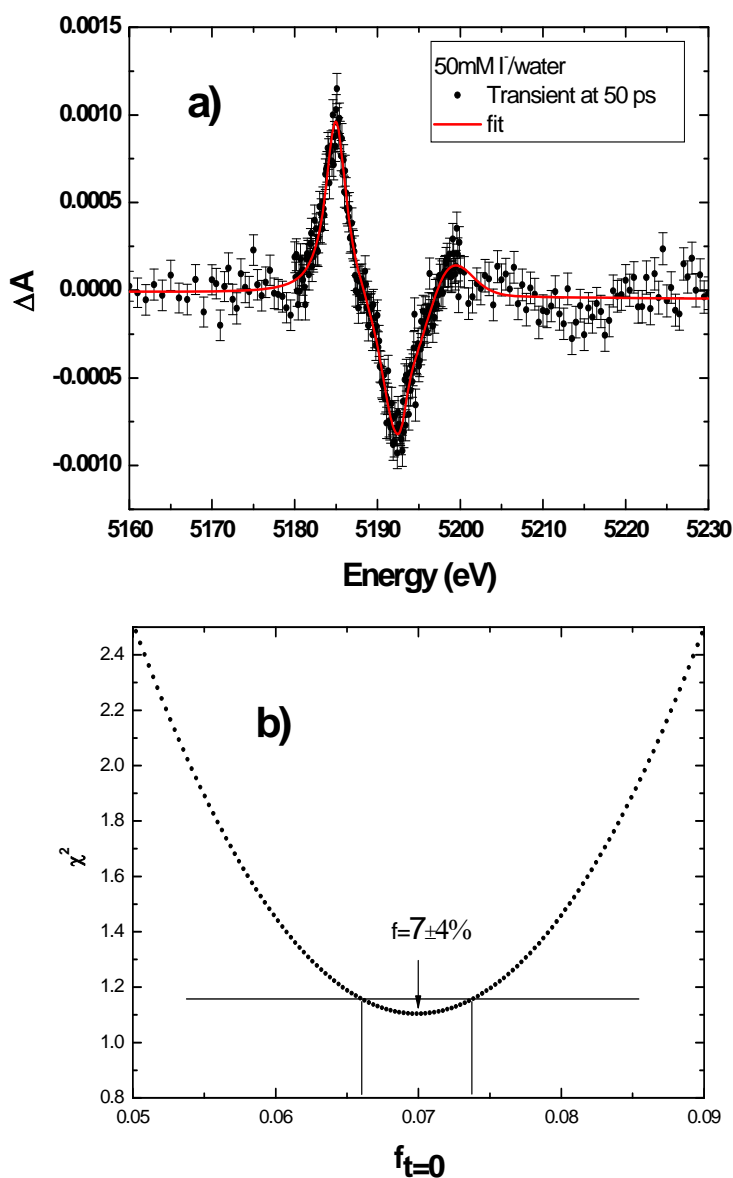 a)
50mM I⁻/water
Transient at 50 ps
fit
0.0015
0.0010
0.0005
0.0000
-0.0005
-0.0010
ΔA
5160 5170 5180 5190 5200 5210 5220 5230
Energy (eV)
b)
2.4
2.2
2.0
1.8
1.6
1.4
1.2
1.0
0.8
χ²
f=7±4%
0.05 0.06 0.07 0.08 0.09
fₜ₌₀